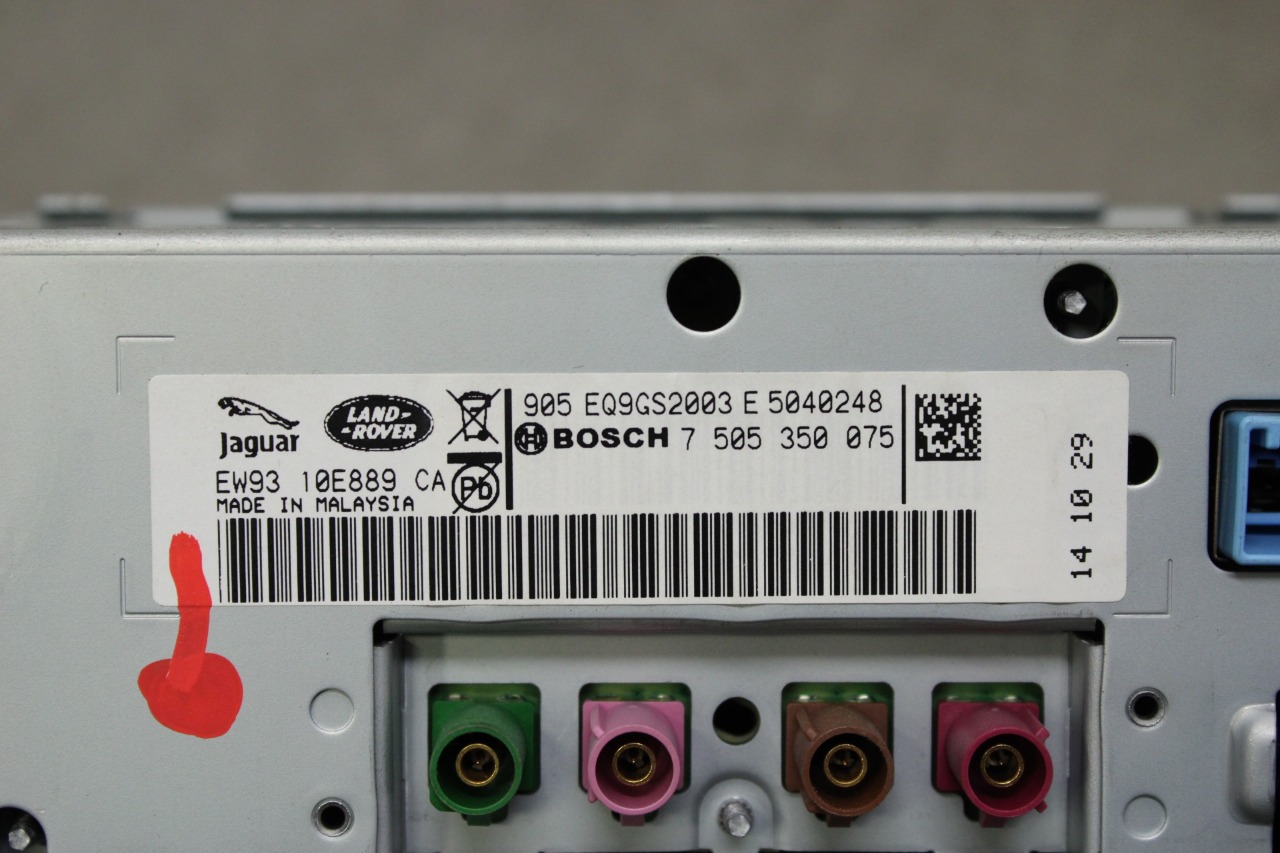 Jaguar
LAND-
-ROVER
EW93 10E889 CA
Pb
MADE IN MALAYSIA
905 EQ9GS2003 E 5040248
BOSCH 7 505 350 075
14 10 29